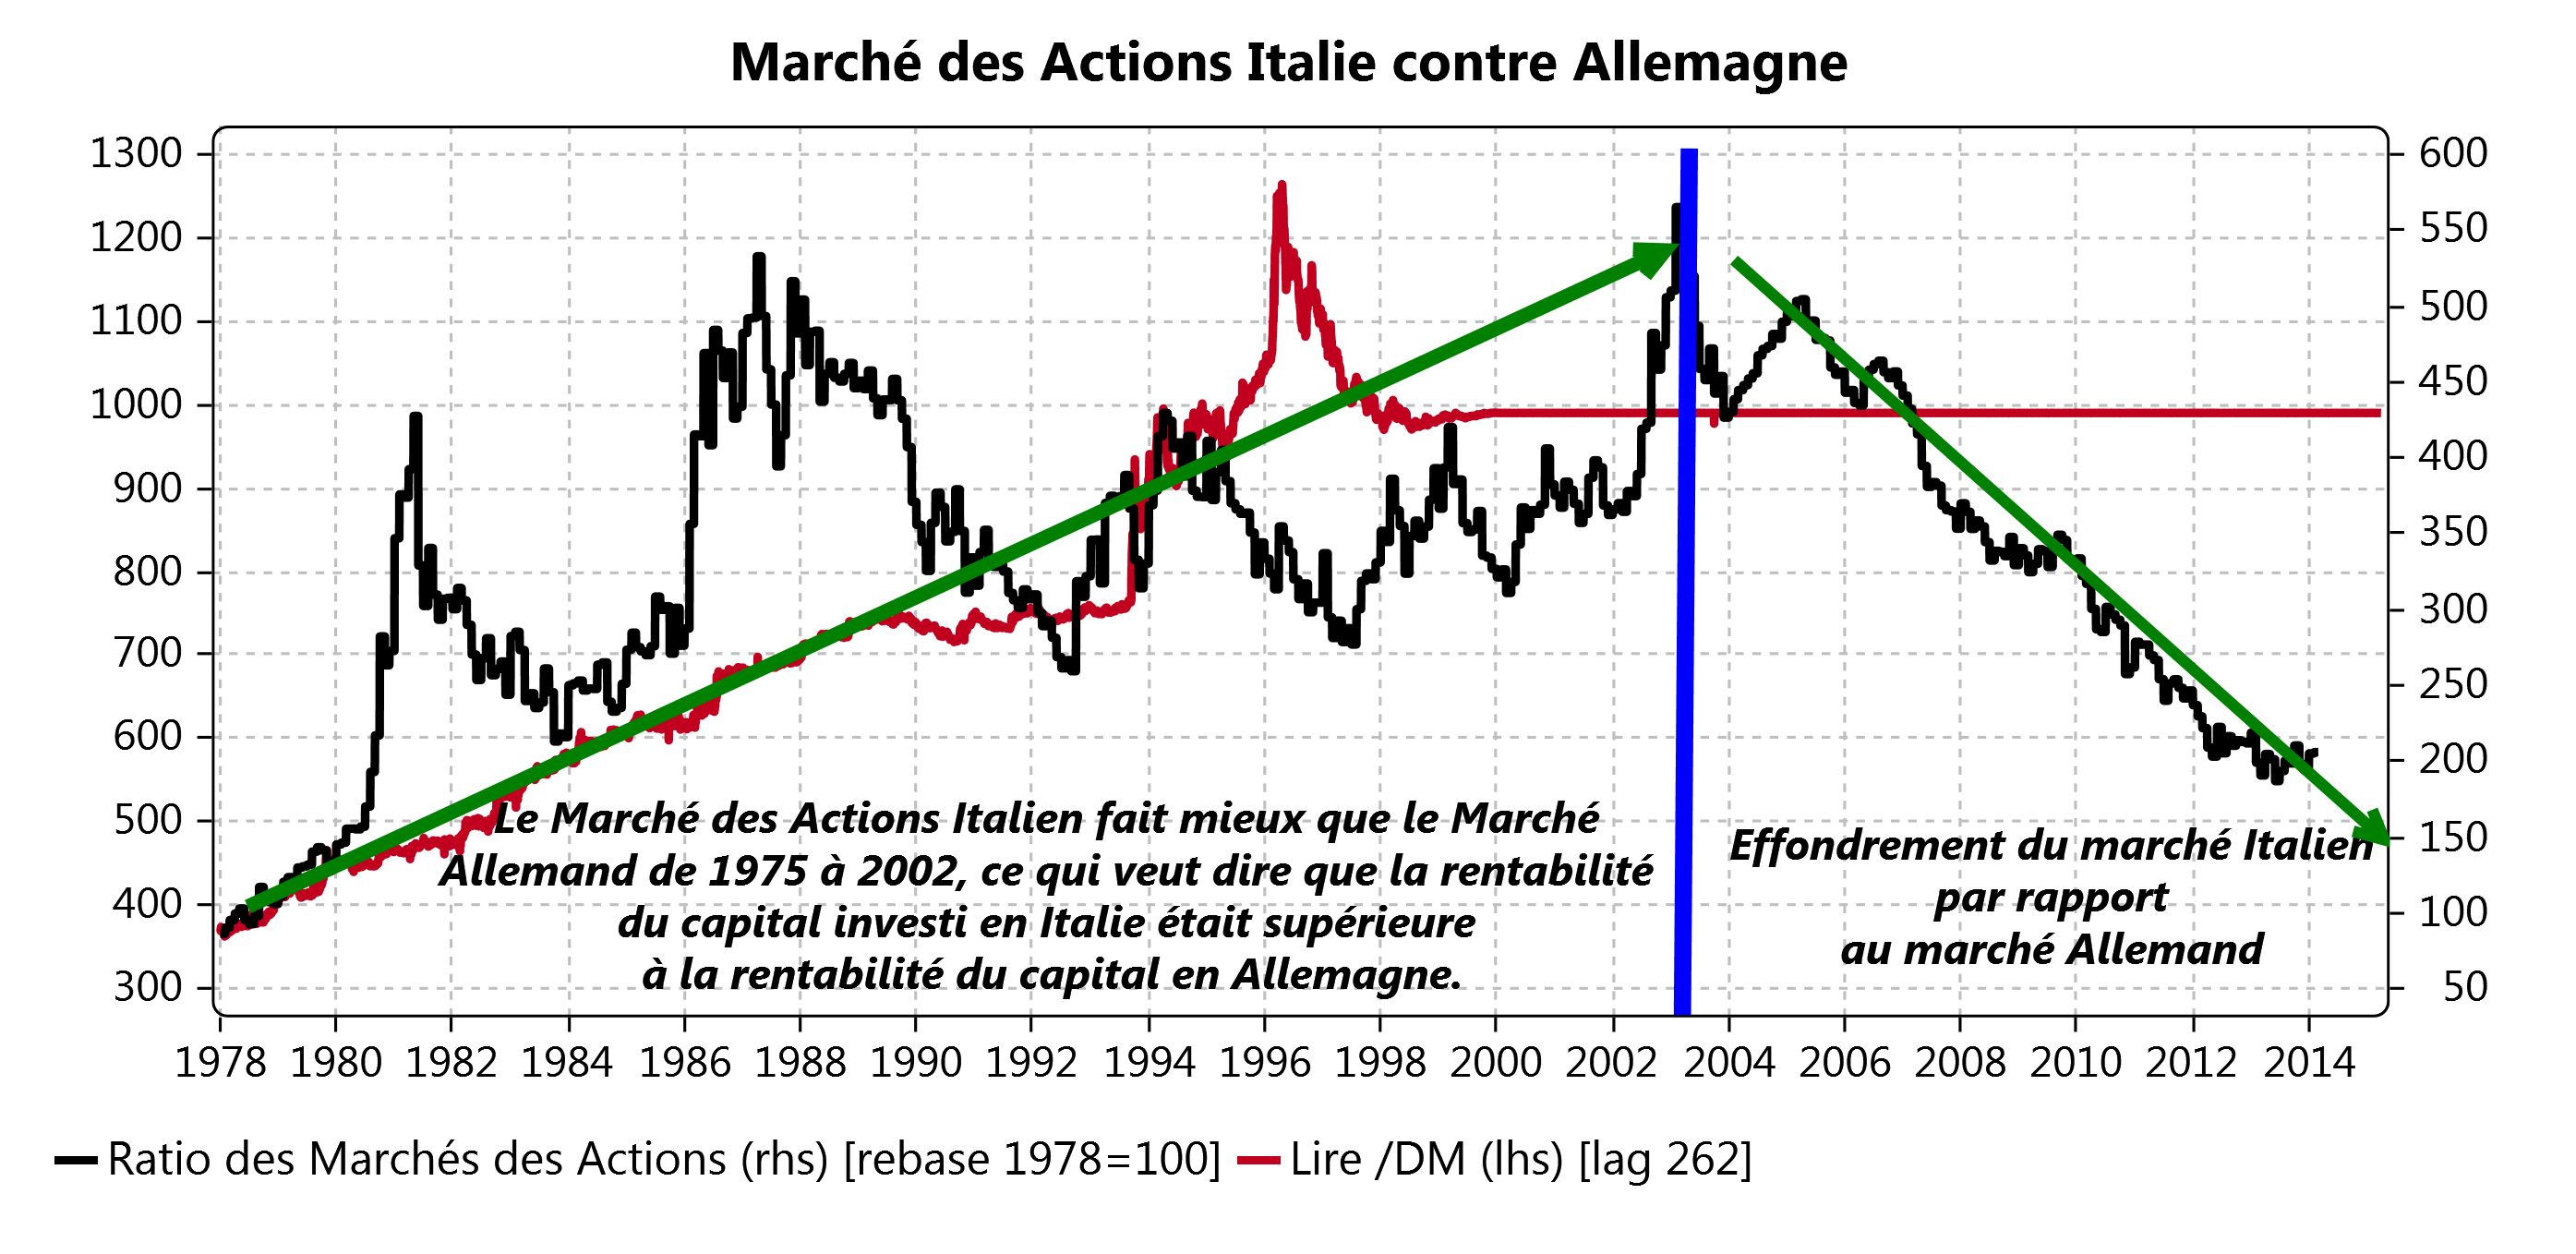 Marché des Actions Italie contre Allemagne
1300
1200
1100
1000
900
800
700
600
500
400
300
600
550
500
450
400
350
300
250
200
150
100
50
Le Marché des Actions Italien fait mieux que le Marché
Allemand de 1975 à 2002, ce qui veut dire que la rentabilité
du capital investi en Italie était supérieure
à la rentabilité du capital en Allemagne.
Effondrement du marché Italien
par rapport
au marché Allemand
1978 1980 1982 1984 1986 1988 1990 1992 1994 1996 1998 2000 2002 2004 2006 2008 2010 2012 2014
Ratio des Marchés des Actions (rhs) [rebase 1978=100] Lire /DM (lhs) [lag 262]